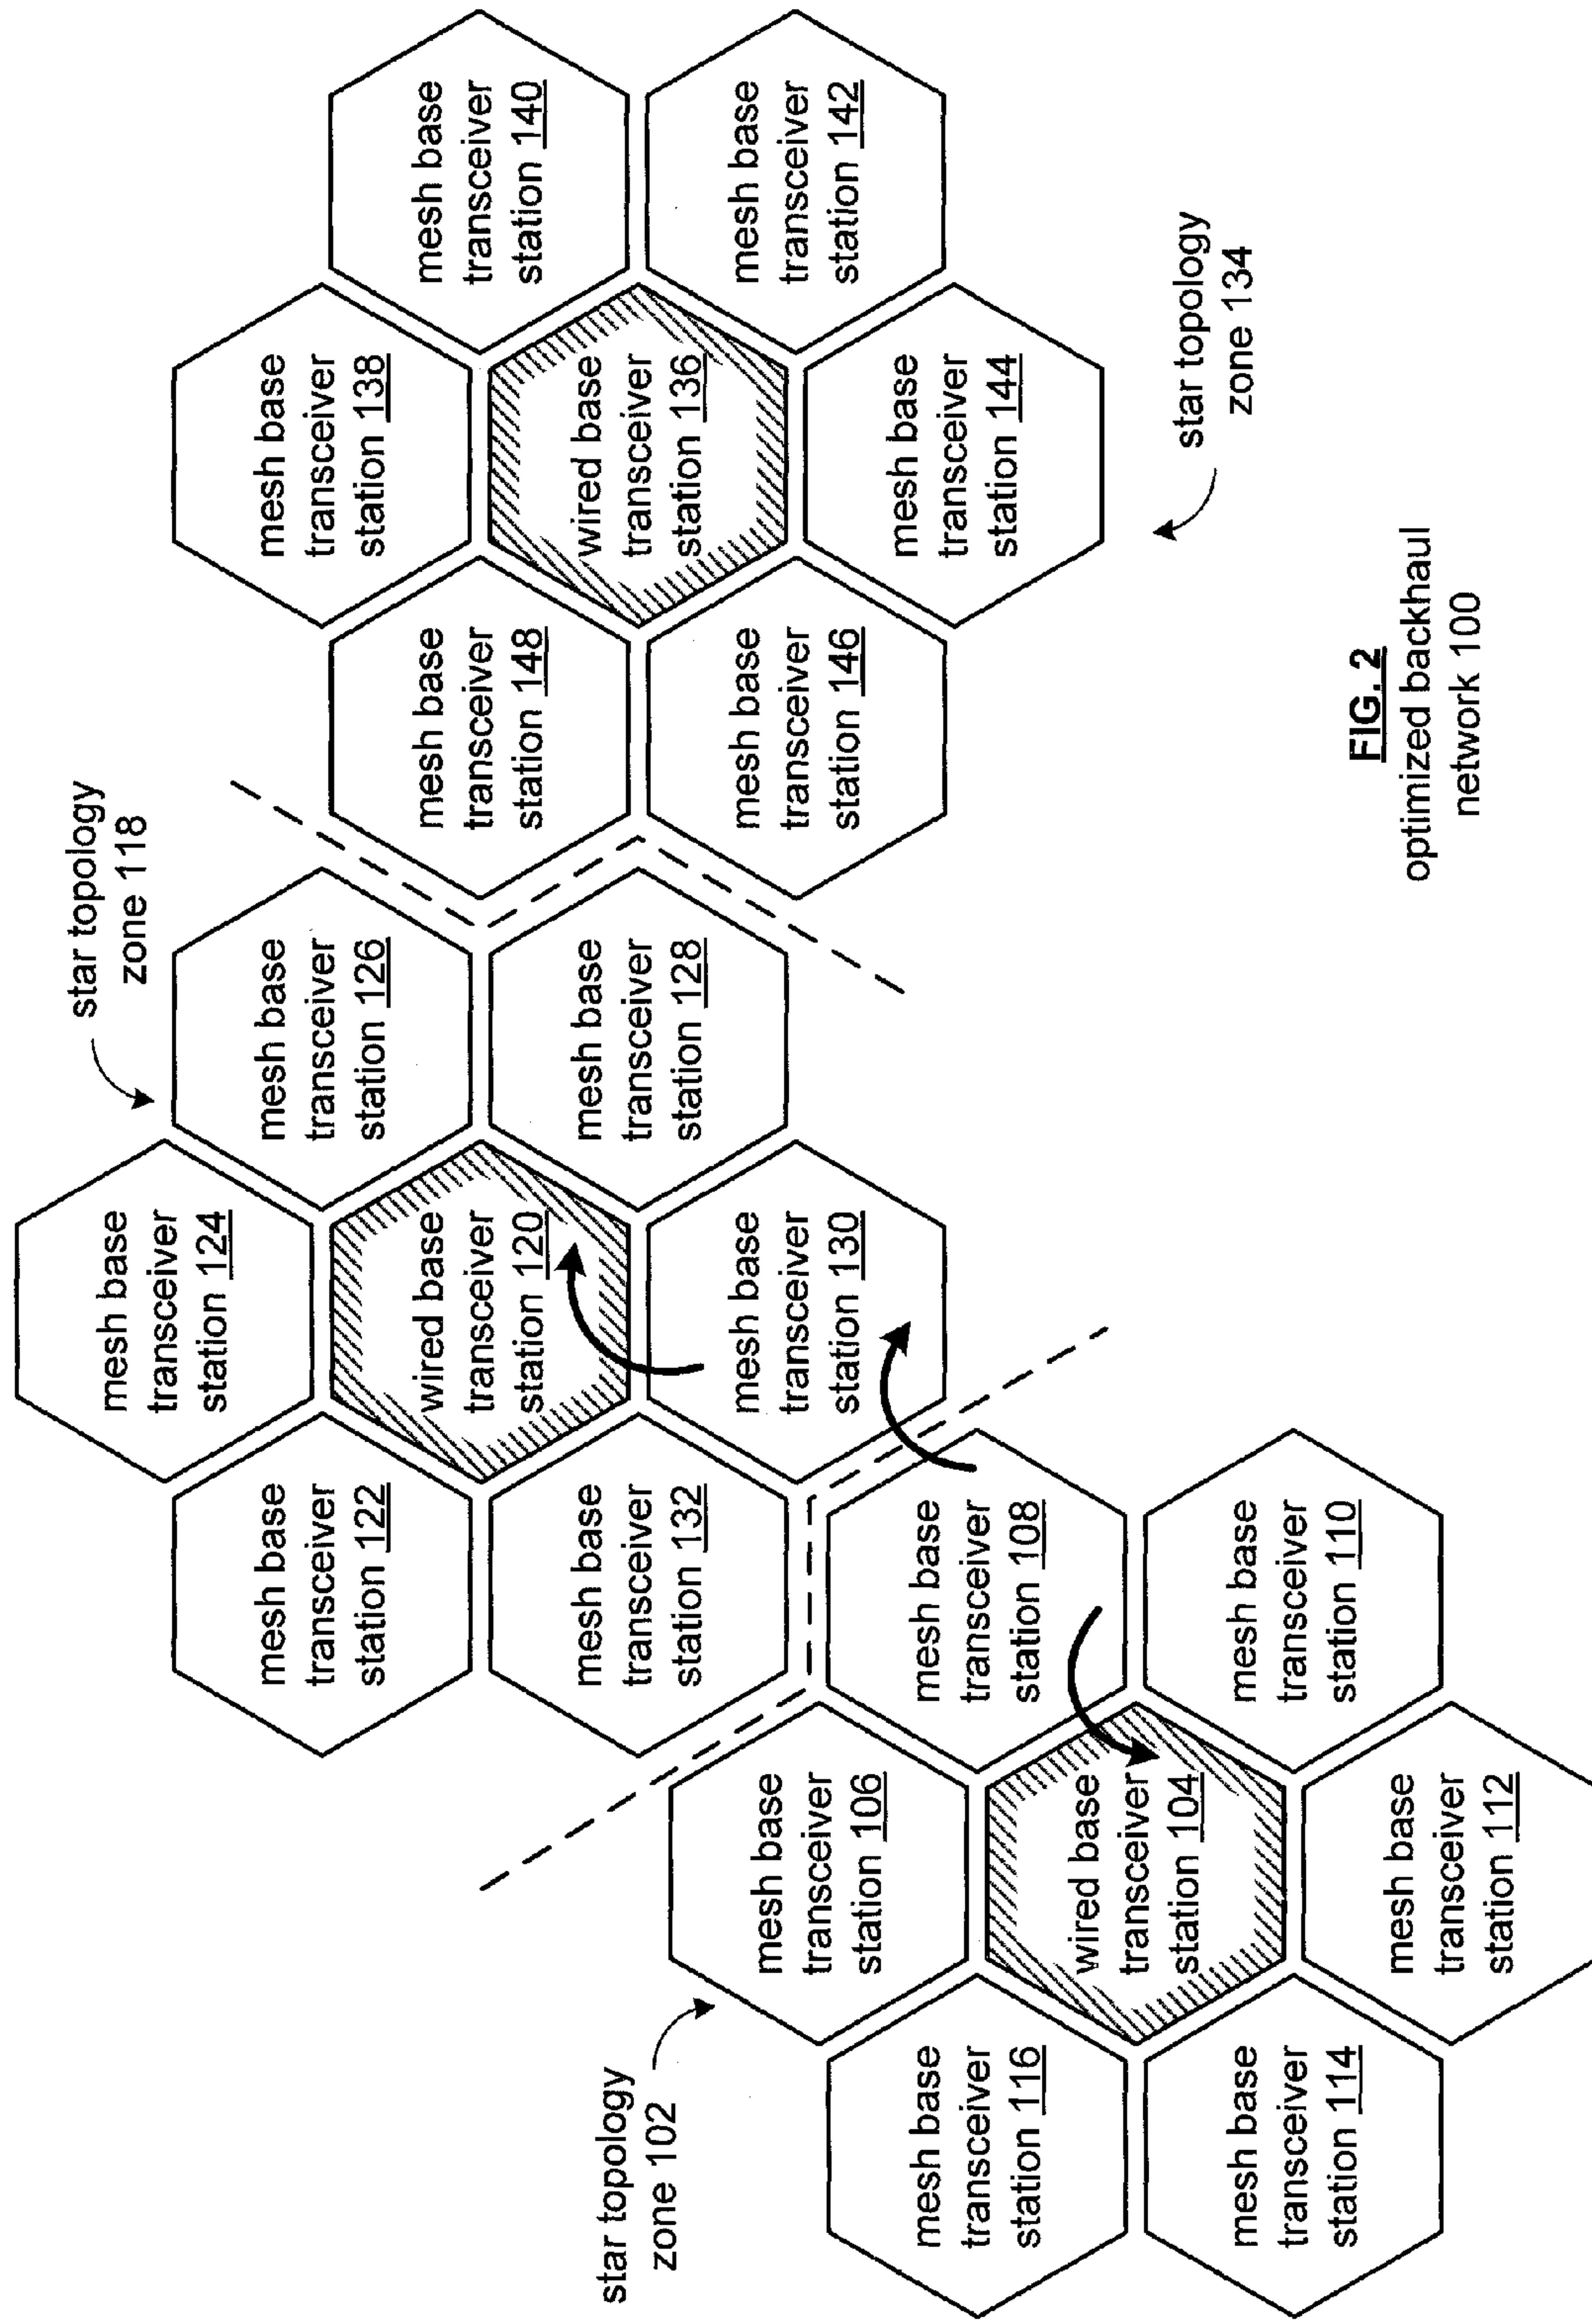 star topology
zone 118
mesh base
transceiver
station 124
mesh base
transceiver
station 122
mesh base
transceiver
station 126
mesh base
transceiver
station 138
wired base
transceiver
station 120
mesh base
transceiver
station 148
mesh base
transceiver
station 140
mesh base
transceiver
station 132
mesh base
transceiver
station 128
wired base
transceiver
station 136
mesh base
transceiver
station 130
mesh base
transceiver
station 146
mesh base
transceiver
station 142
star topology
zone 102
mesh base
transceiver
station 106
mesh base
transceiver
station 108
mesh base
transceiver
station 144
mesh base
transceiver
station 116
wired base
transceiver
station 104
star topology
zone 134
mesh base
transceiver
station 114
mesh base
transceiver
station 110
mesh base
transceiver
station 112
FIG. 2
optimized backhaul
network 100